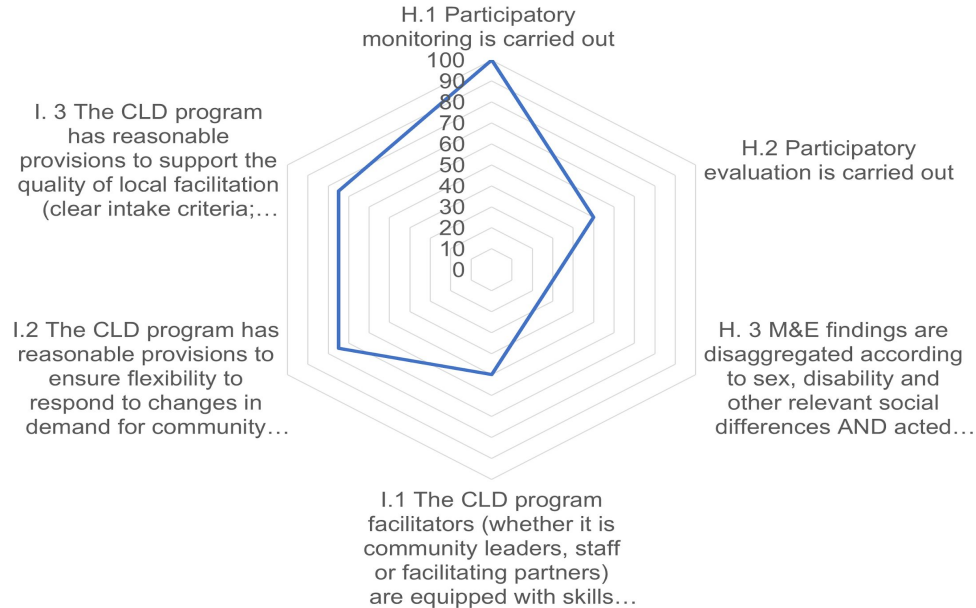 H.1 Participatory
monitoring is carried out
100
90
80
70
60
50
40
30
20
10
0
H.2 Participatory
evaluation is carried out
H. 3 M&E findings are
disaggregated according
to sex, disability and
other relevant social
differences AND acted…
I.1 The CLD program
facilitators (whether it is
community leaders, staff
or facilitating partners)
are equipped with skills…
I.2 The CLD program has
reasonable provisions to
ensure flexibility to
respond to changes in
demand for community…
I. 3 The CLD program
has reasonable
provisions to support the
quality of local facilitation
(clear intake criteria;…